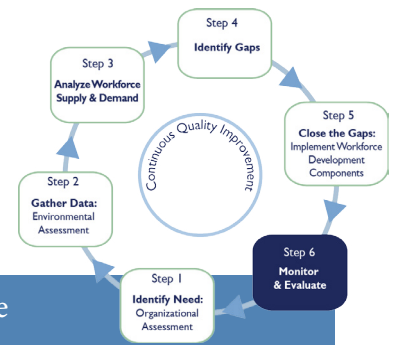 Step 4
Identify Gaps
Step 3
Analyze Workforce
Supply & Demand
Step 5
Close the Gaps:
Implement Workforce
Development
Components
Continuous Quality Improvement
Step 2
Gather Data:
Environmental
Assessment
Step 6
Monitor
& Evaluate
Step 1
Identify Need:
Organizational
Assessment
e